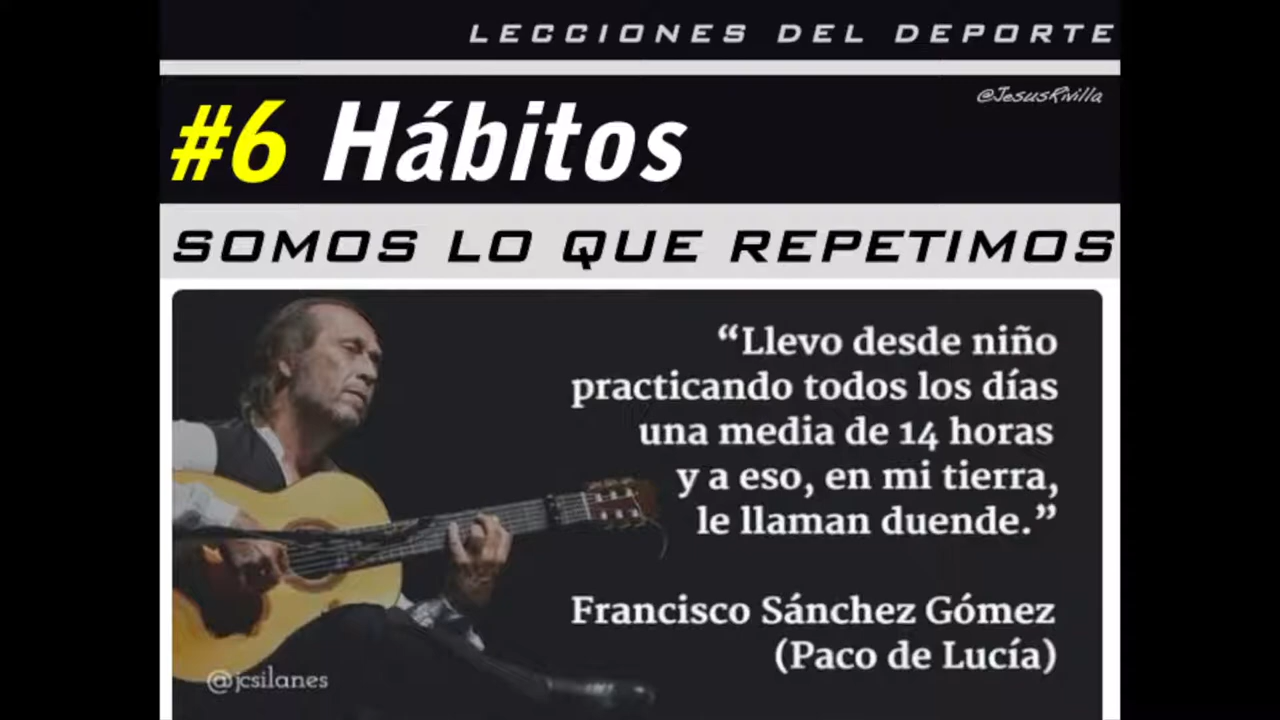 LECCIONES DEL DEPORTE
@JesusRivilla
#6 Hábitos
SOMOS LO QUE REPETIMOS
“Llevo desde niño
practicando todos los días
una media de 14 horas
y a eso, en mi tierra,
le llaman duende.”
Francisco Sánchez Gómez
(Paco de Lucía)
@jcsilanes